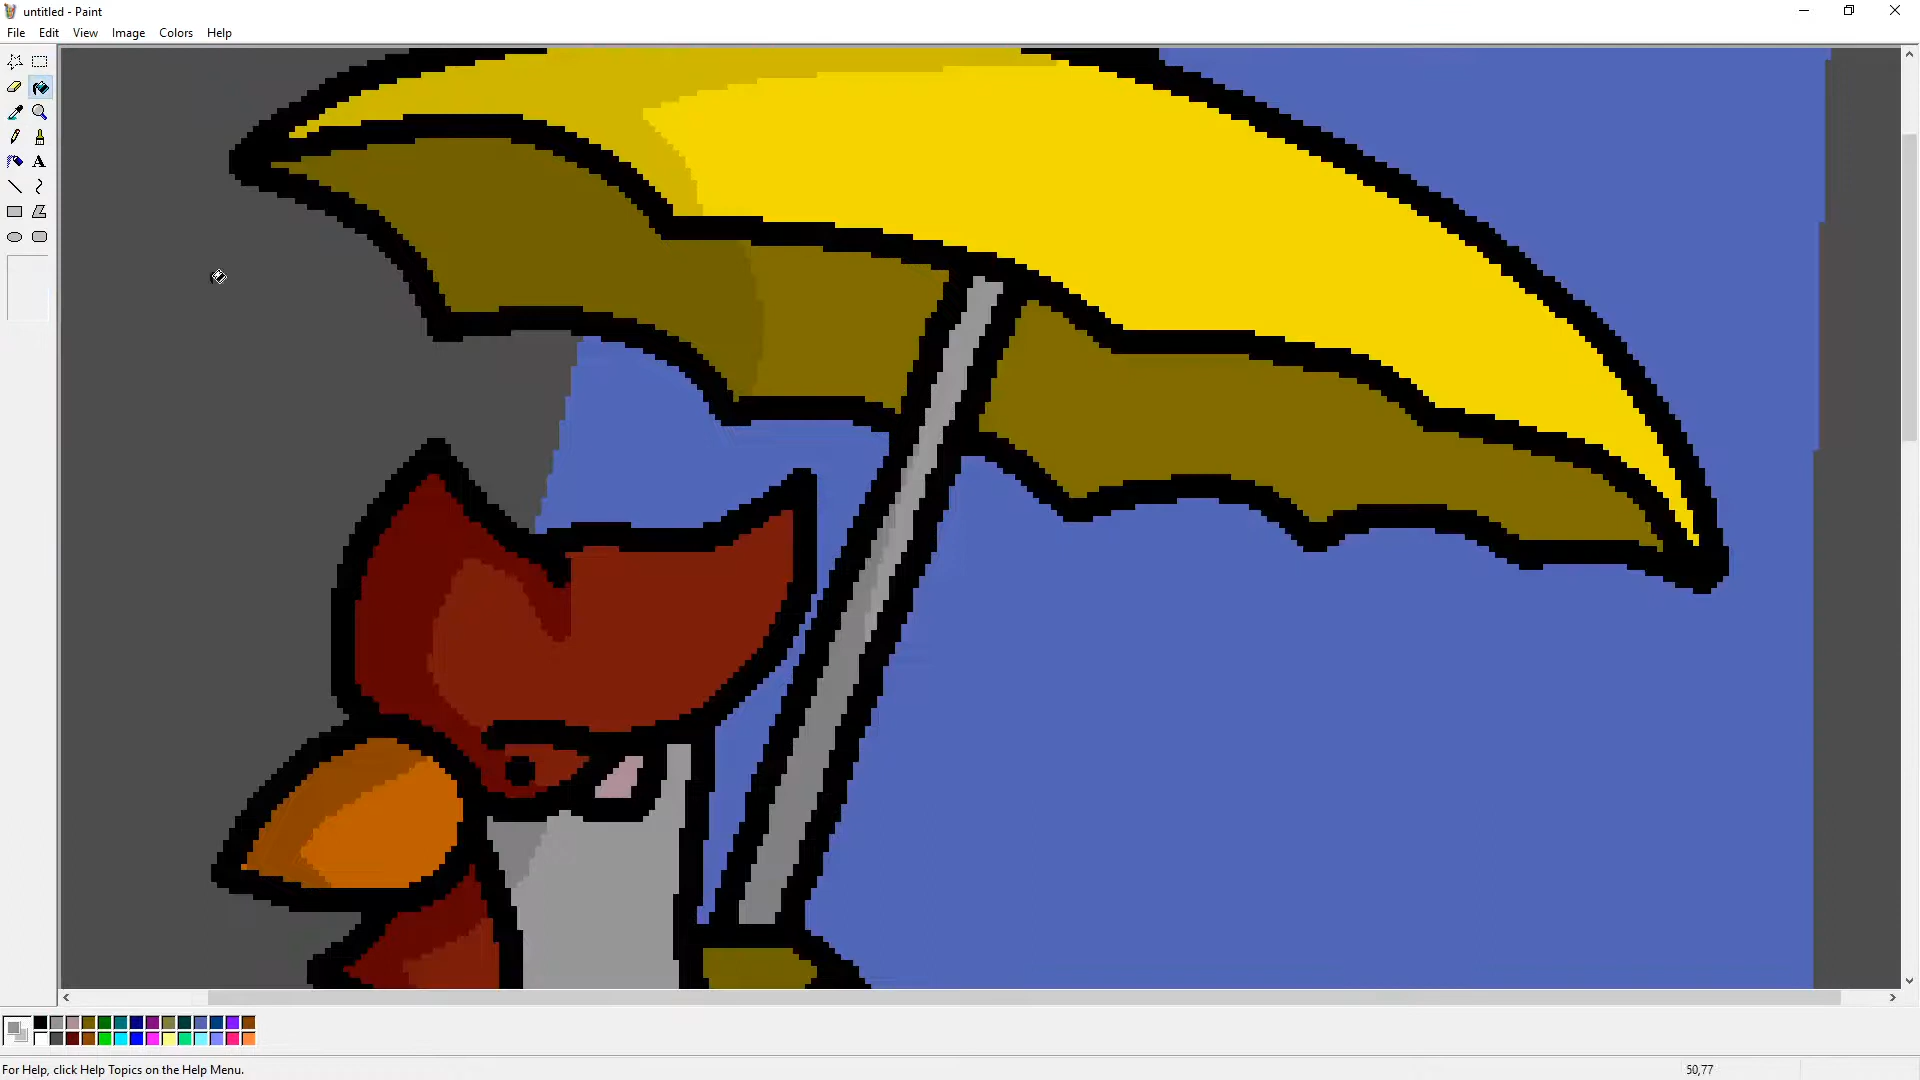 untitled - Paint
File Edit View Image Colors Help
A
For Help, click Help Topics on the Help Menu.
50,77